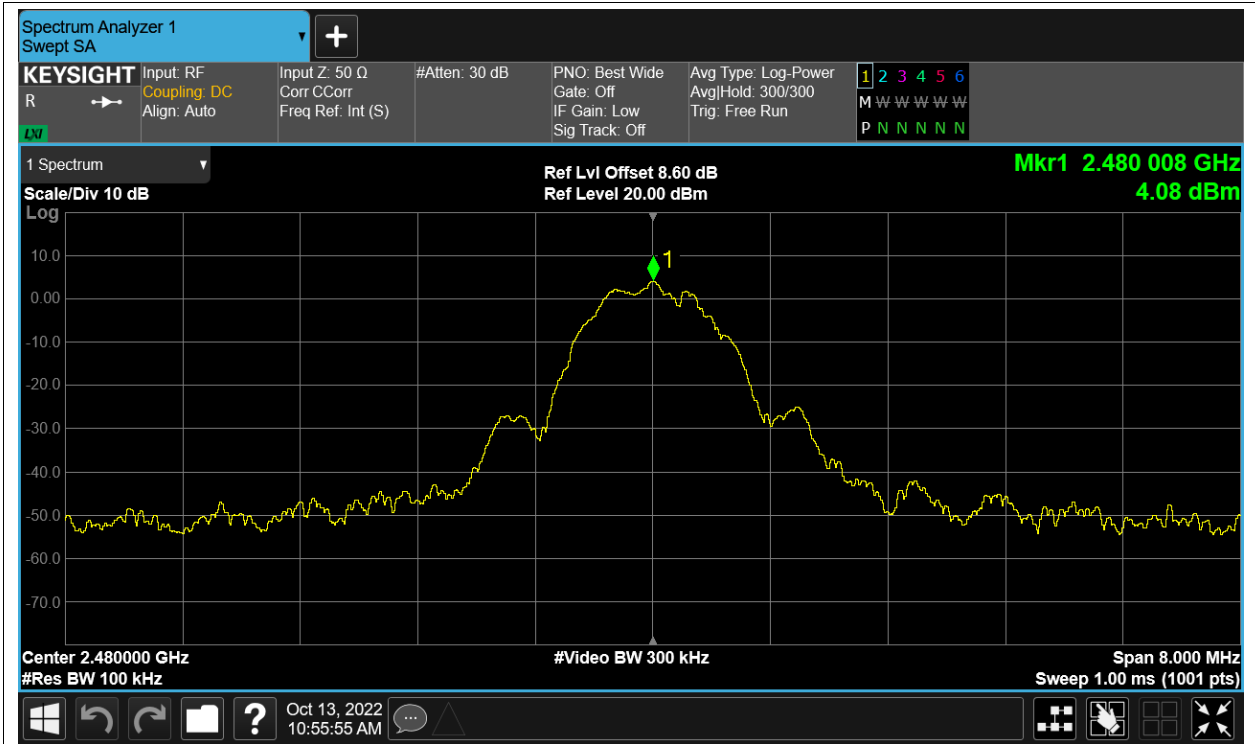 Spectrum Analyzer 1
Swept SA
+
KEYSIGHT
R
LXI
Input: RF
Coupling: DC
Align: Auto
Input Z: 50 Ω
Corr CCorr
Freq Ref: Int (S)
#Atten: 30 dB
PNO: Best Wide
Gate: Off
IF Gain: Low
Sig Track: Off
Avg Type: Log-Power
Avg|Hold: 300/300
Trig: Free Run
1 2 3 4 5 6
M W W W W W W
P N N N N N
1 Spectrum
Scale/Div 10 dB
Log
Ref Lvl Offset 8.60 dB
Ref Level 20.00 dBm
Mkr1 2.480 008 GHz
4.08 dBm
1
10.0
0.00
-10.0
-20.0
-30.0
-40.0
-50.0
-60.0
-70.0
Center 2.480000 GHz
#Video BW 300 kHz
Span 8.000 MHz
#Res BW 100 kHz
Sweep 1.00 ms (1001 pts)
?
Oct 13, 2022
10:55:55 AM